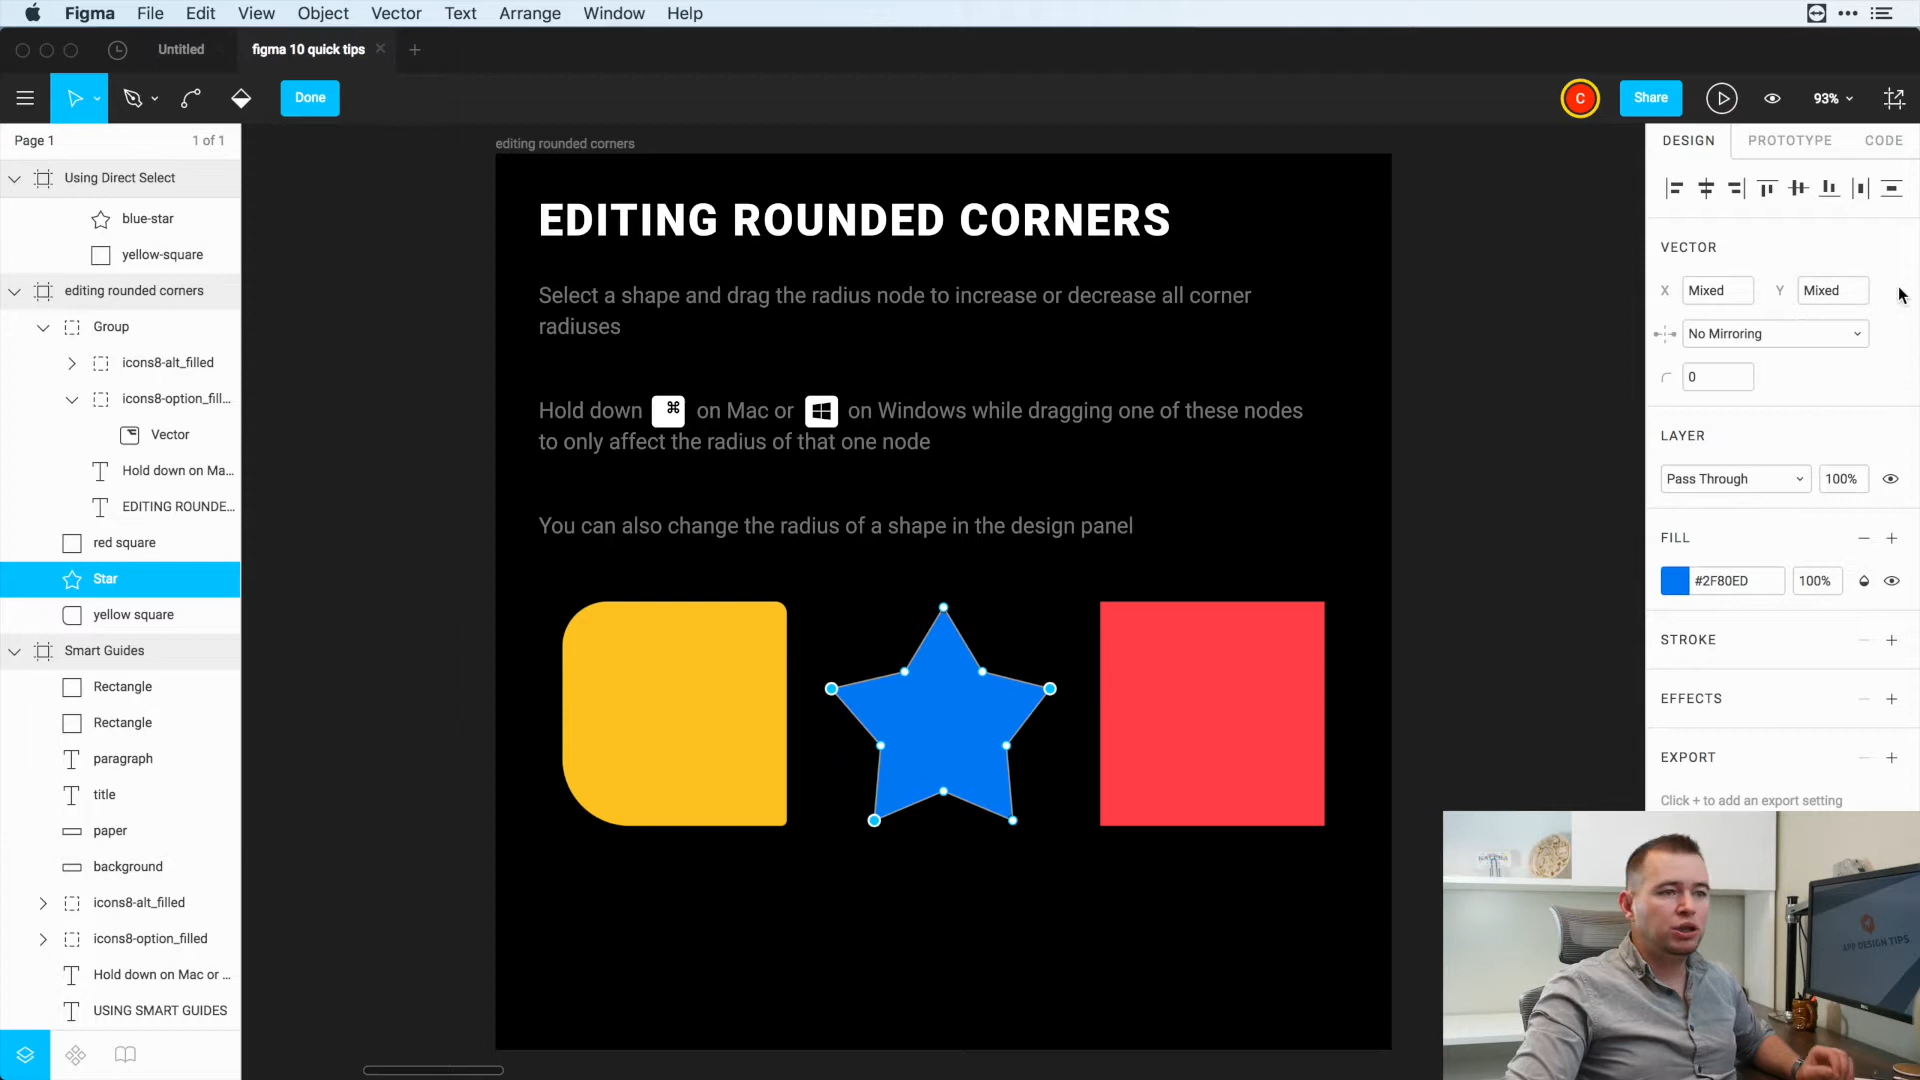 Figma File Edit View Object Vector Text Arrange Window Help
Untitled figma 10 quick tips
Done
C
Share
93%
Page 1 1 of 1
Using Direct Select
blue-star
yellow-square
editing rounded corners
Group
icons8-alt_filled
icons8-option_fill...
Vector
Hold down on Ma...
EDITING ROUNDE...
red square
Star
yellow square
Smart Guides
Rectangle
Rectangle
paragraph
title
paper
background
icons8-alt_filled
icons8-option_filled
Hold down on Mac or ...
USING SMART GUIDES
editing rounded corners
EDITING ROUNDED CORNERS
Select a shape and drag the radius node to increase or decrease all corner
radiuses
Hold down ⌘ on Mac or on Windows while dragging one of these nodes
to only affect the radius of that one node
You can also change the radius of a shape in the design panel
DESIGN PROTOTYPE CODE
VECTOR
X Mixed Y Mixed
No Mirroring
0
LAYER
Pass Through 100%
FILL
#2F80ED 100%
STROKE
EFFECTS
EXPORT
Click + to add an export setting
APP DESIGN TIPS